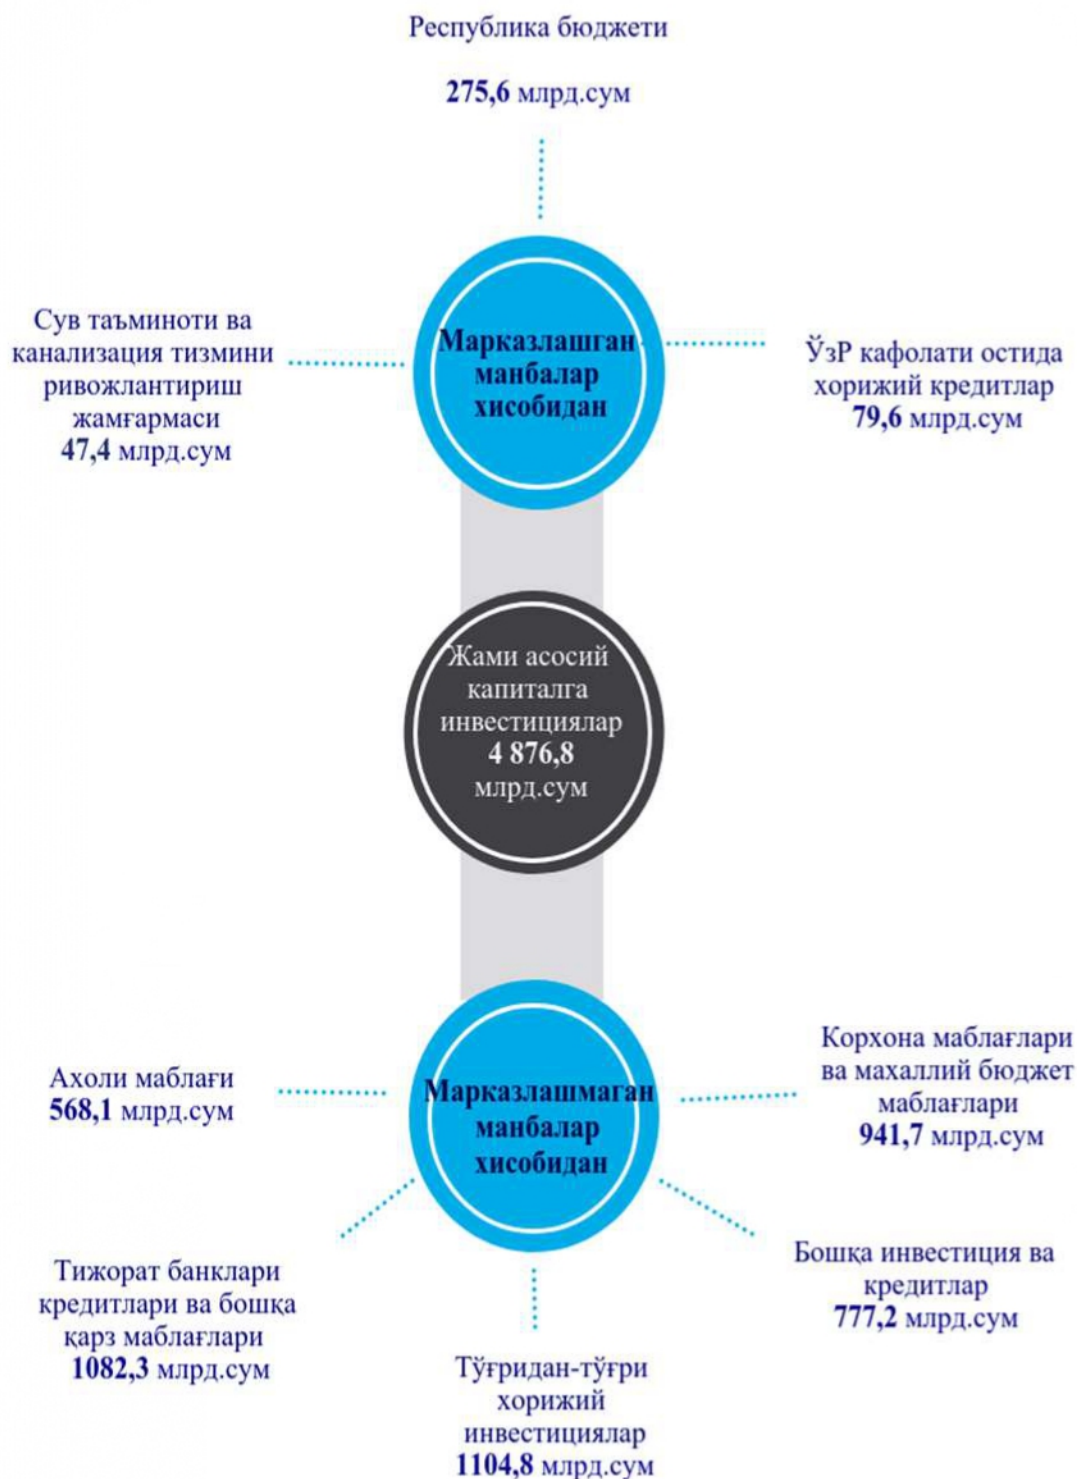 Республика бюджети
275,6 млрд.сум
Сув таъминоти ва
канализация тизмини
ривожлантириш
жамғармаси
47,4 млрд.сум
Марказлашган
манбалар
хисобидан
ЎзР кафолати остида
хорижий кредитлар
79,6 млрд.сум
Жами асосий
капиталга
инвестициялар
4 876,8
млрд.сум
Ахоли маблағи
568,1 млрд.сум
Марказлашмаган
манбалар
хисобидан
Корхона маблағлари
ва махаллий бюджет
маблағлари
941,7 млрд.сум
Тижорат банклари
кредитлари ва бошқа
қарз маблағлари
1082,3 млрд.сум
Тўғридан-тўғри
хорижий
инвестициялар
1104,8 млрд.сум
Бошқа инвестиция ва
кредитлар
777,2 млрд.сум